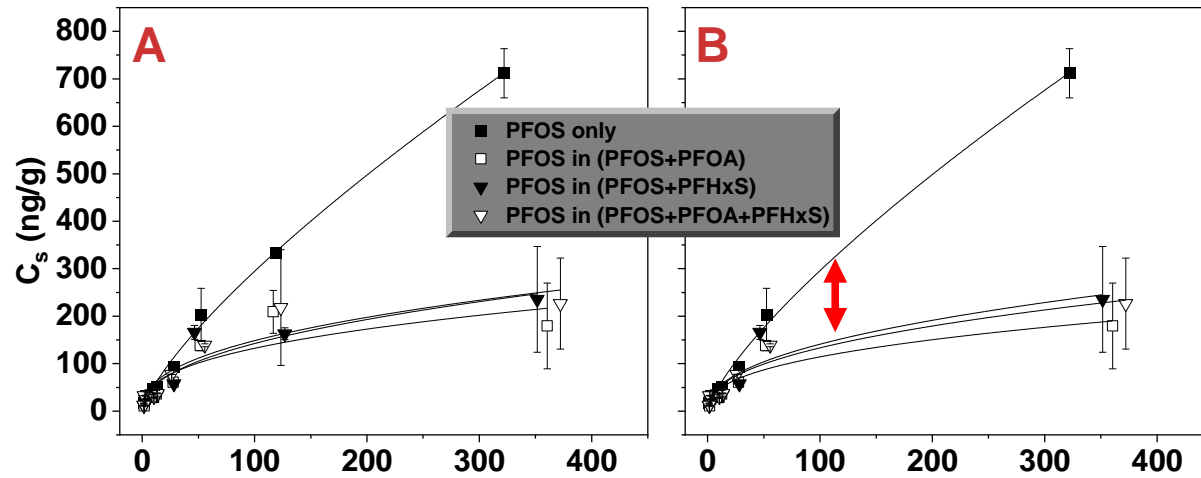 A
B
800
700
600
500
400
300
200
100
0
Cs (ng/g)
PFOS only
PFOS in (PFOS+PFOA)
PFOS in (PFOS+PFHxS)
PFOS in (PFOS+PFOA+PFHxS)
0 100 200 300 400
0 100 200 300 400